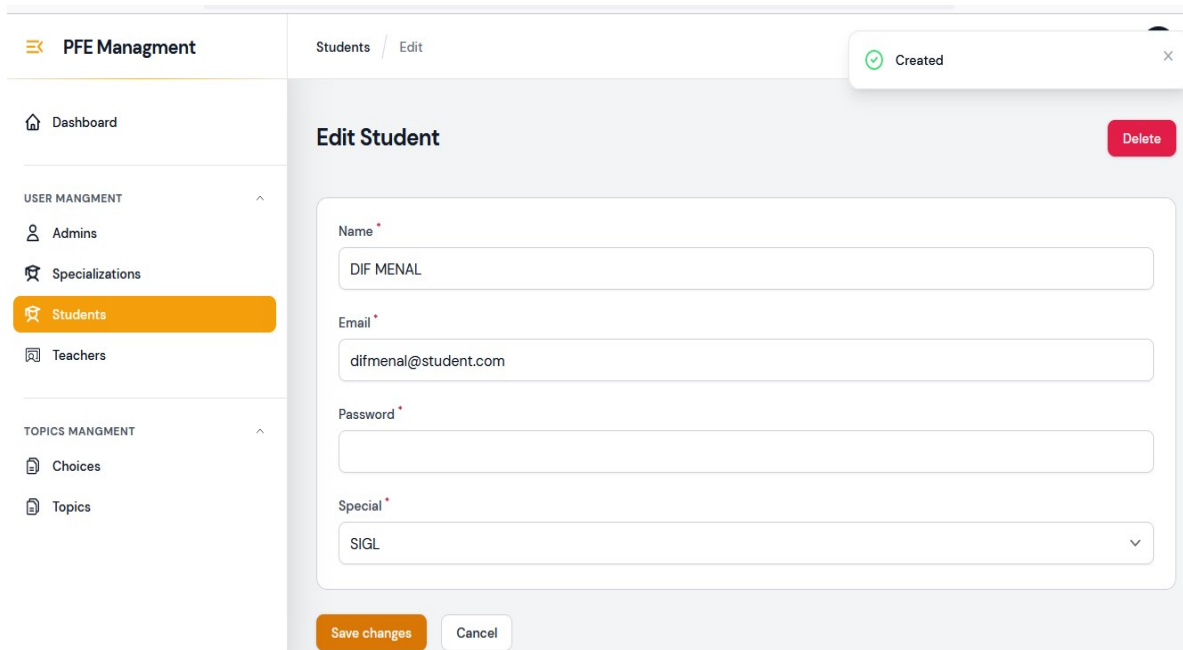 PFE Managment
Students / Edit
Created
Dashboard
Edit Student
Delete
USER MANGMENT
Admins
Specializations
Students
Teachers
TOPICS MANGMENT
Choices
Topics
Name*
DIF MENAL
Email*
difmenal@student.com
Password*
Special*
SIGL
Save changes
Cancel